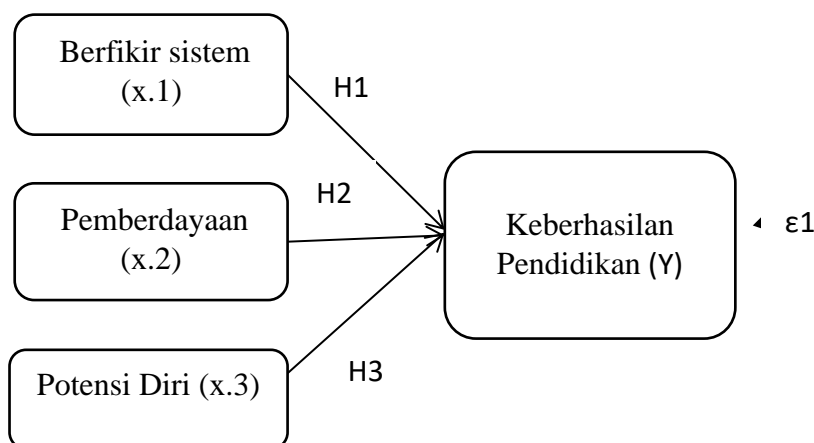 Berfikir sistem
(x.1)
H1
Pemberdayaan
(x.2)
H2
Keberhasilan
Pendidikan (Y)
ε1
Potensi Diri (x.3)
H3